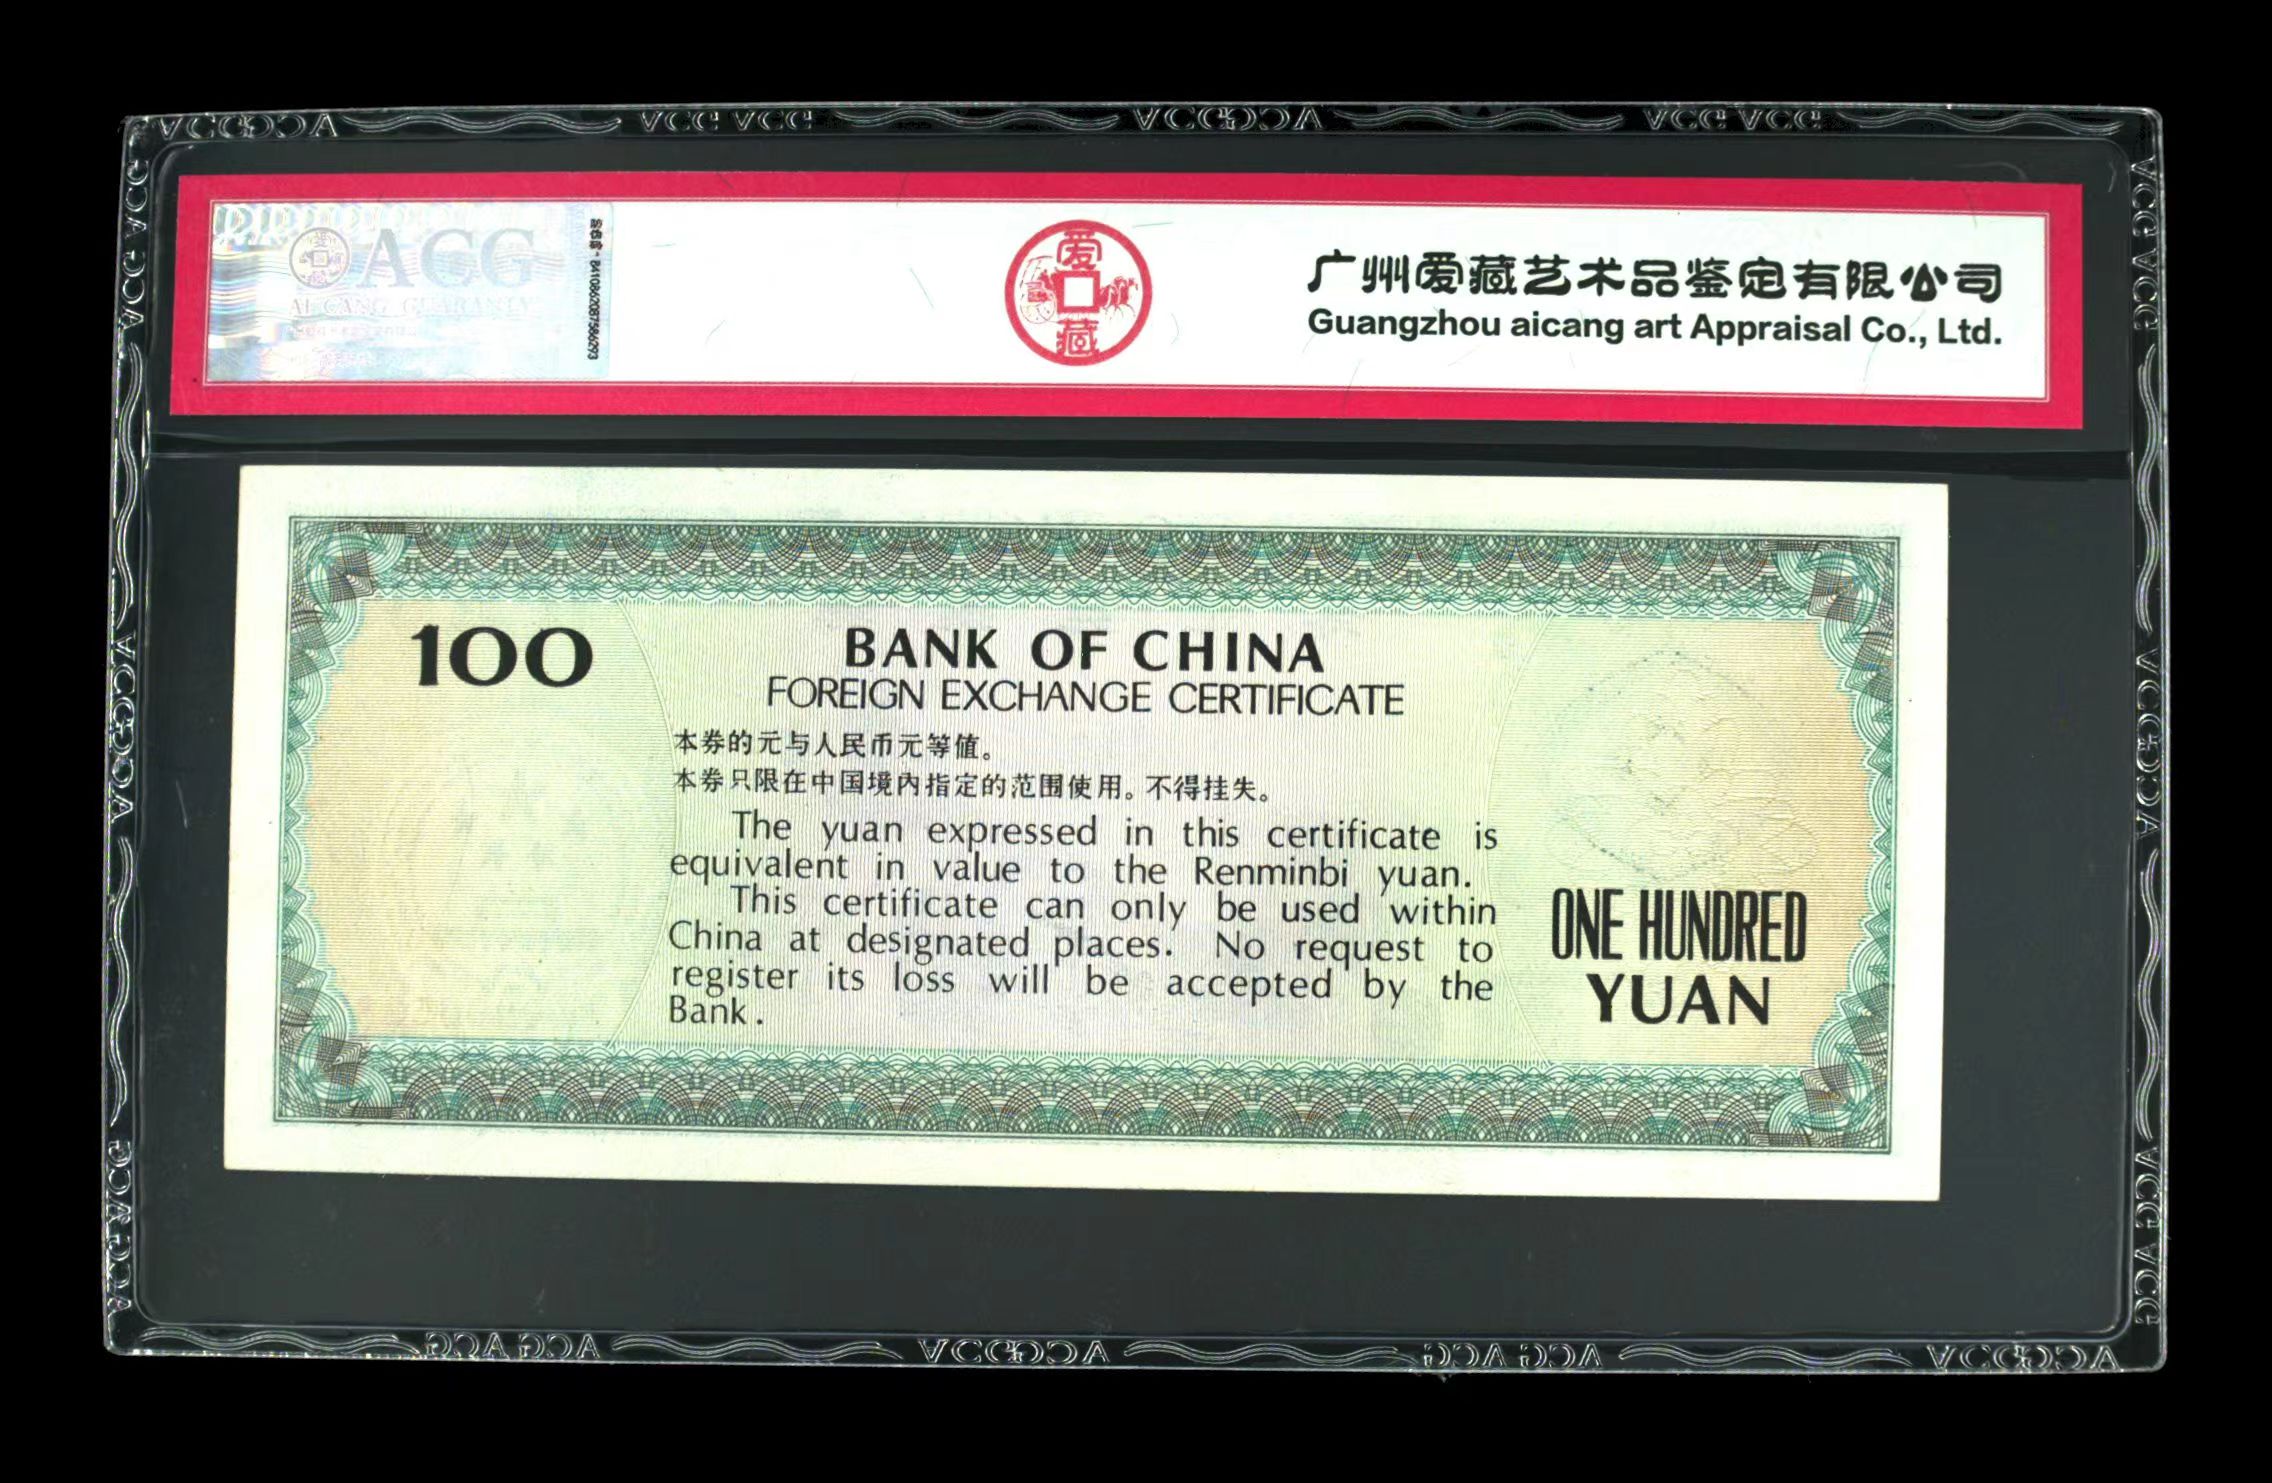 ACG
AI CANG GUARANTY
爱藏
广州爱藏艺术品鉴定有限公司
Guangzhou aicang art Appraisal Co., Ltd.
100
BANK OF CHINA
FOREIGN EXCHANGE CERTIFICATE
本券的元与人民币元等値。
本券只限在中国境内指定的范围使用。不得挂失。
The yuan expressed in this certificate is
equivalent in value to the Renminbi yuan.
This certificate can only be used within
China at designated places. No request to
register its loss will be accepted by the
Bank.
ONE HUNDRED
YUAN